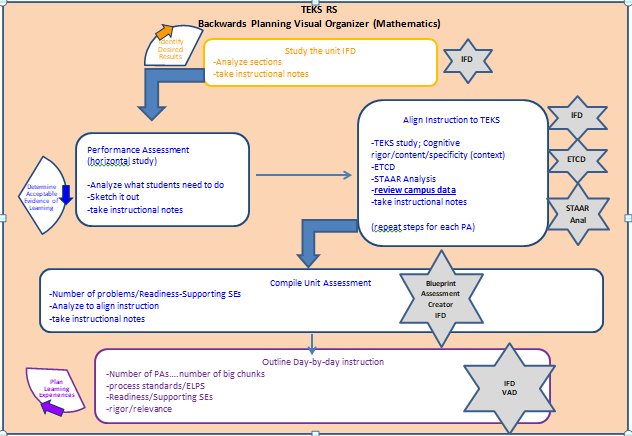 TEKS RS
Backwards Planning Visual Organizer (Mathematics)
Identify
Desired
Results
Study the unit IFD
-Analyze sections
-take instructional notes
IFD
Performance Assessment
(horizontal study)
-Analyze what students need to do
-Sketch it out
-take instructional notes
Align Instruction to TEKS
-TEKS study; Cognitive
rigor/content/specificity (context)
-ETCD
-STAAR Analysis
-review campus data
-take instructional notes
(repeat steps for each PA)
IFD
ETCD
STAAR
Anal
Determine
Acceptable
Evidence of
Learning
Compile Unit Assessment
-Number of problems/Readiness-Supporting SEs
-Analyze to align instruction
-take instructional notes
Blueprint
Assessment
Creator
IFD
Outline Day-by-day instruction
-Number of PAs....number of big chunks
-process standards/ELPS
-Readiness/Supporting SEs
-rigor/relevance
IFD
VAD
Plan
Learning
Experiences